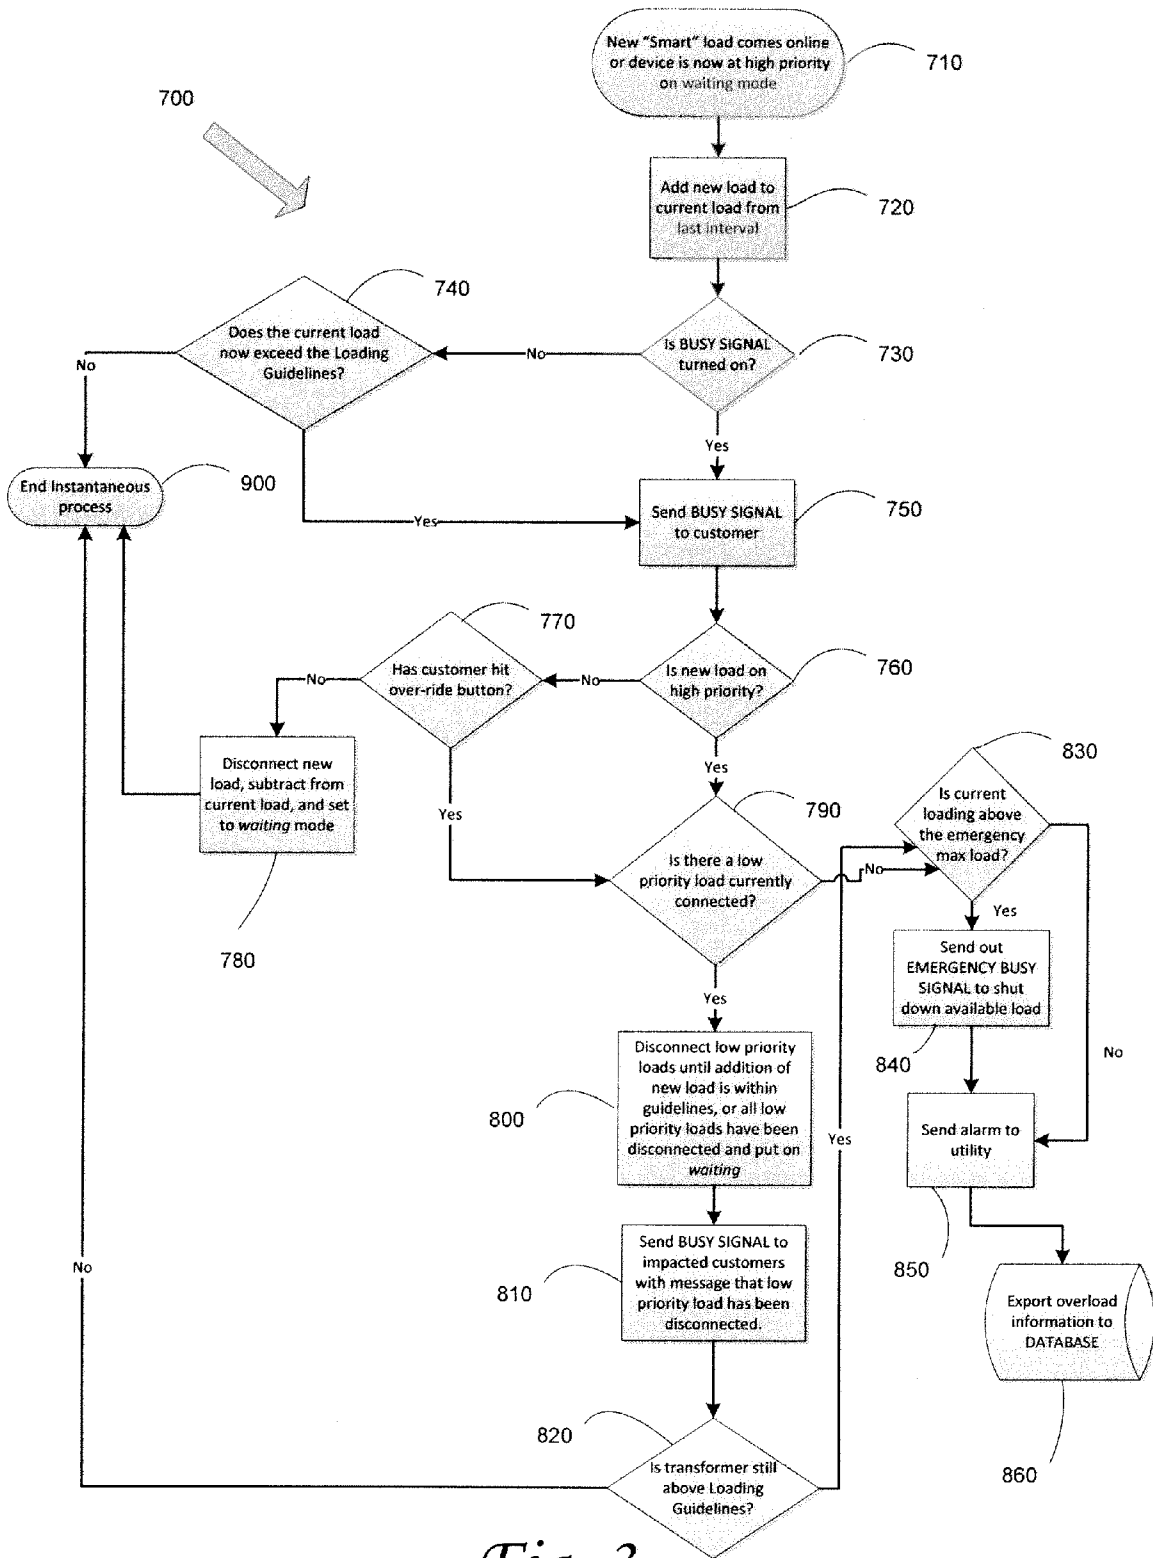 New "Smart" load comes online
or device is now at high priority
on waiting mode
710
700
Add new load to
current load from
last interval
720
740
Does the current load
now exceed the Loading
Guidelines?
No
No
Is BUSY SIGNAL
turned on?
730
Yes
End Instantaneous
process
900
Yes
Send BUSY SIGNAL
to customer
750
770
Has customer hit
over-ride button?
No
No
Is new load on
high priority?
760
Disconnect new
load, subtract from
current load, and set
to waiting mode
780
Yes
Yes
790
Is there a low
priority load currently
connected?
No
830
Is current
loading above
the emergency
max load?
Yes
No
Send out
EMERGENCY BUSY
SIGNAL to shut
down available load
840
Yes
Disconnect low priority
loads until addition of
new load is within
guidelines, or all low
priority loads have been
disconnected and put on
waiting
800
Yes
Send alarm to
utility
850
Send BUSY SIGNAL to
impacted customers
with message that low
priority load has been
disconnected.
810
No
Export overload
information to
DATABASE
860
820
Is transformer still
above Loading
Guidelines?